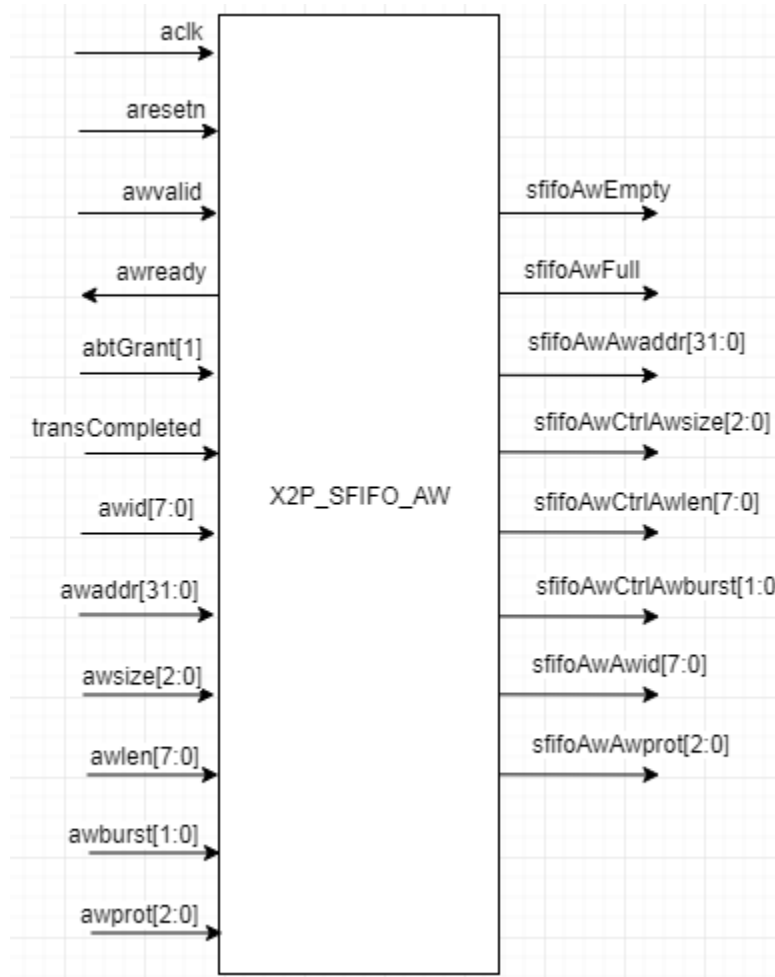 aclk
aresetn
awvalid
awready
abtGrant[1]
transCompleted
awid[7:0]
awaddr[31:0]
awsize[2:0]
awlen[7:0]
awburst[1:0]
awprot[2:0]
X2P_SFIFO_AW
sfifoAwEmpty
sfifoAwFull
sfifoAwAwaddr[31:0]
sfifoAwCtrlAwsize[2:0]
sfifoAwCtrlAwlen[7:0]
sfifoAwCtrlAwburst[1:0
sfifoAwAwid[7:0]
sfifoAwAwprot[2:0]